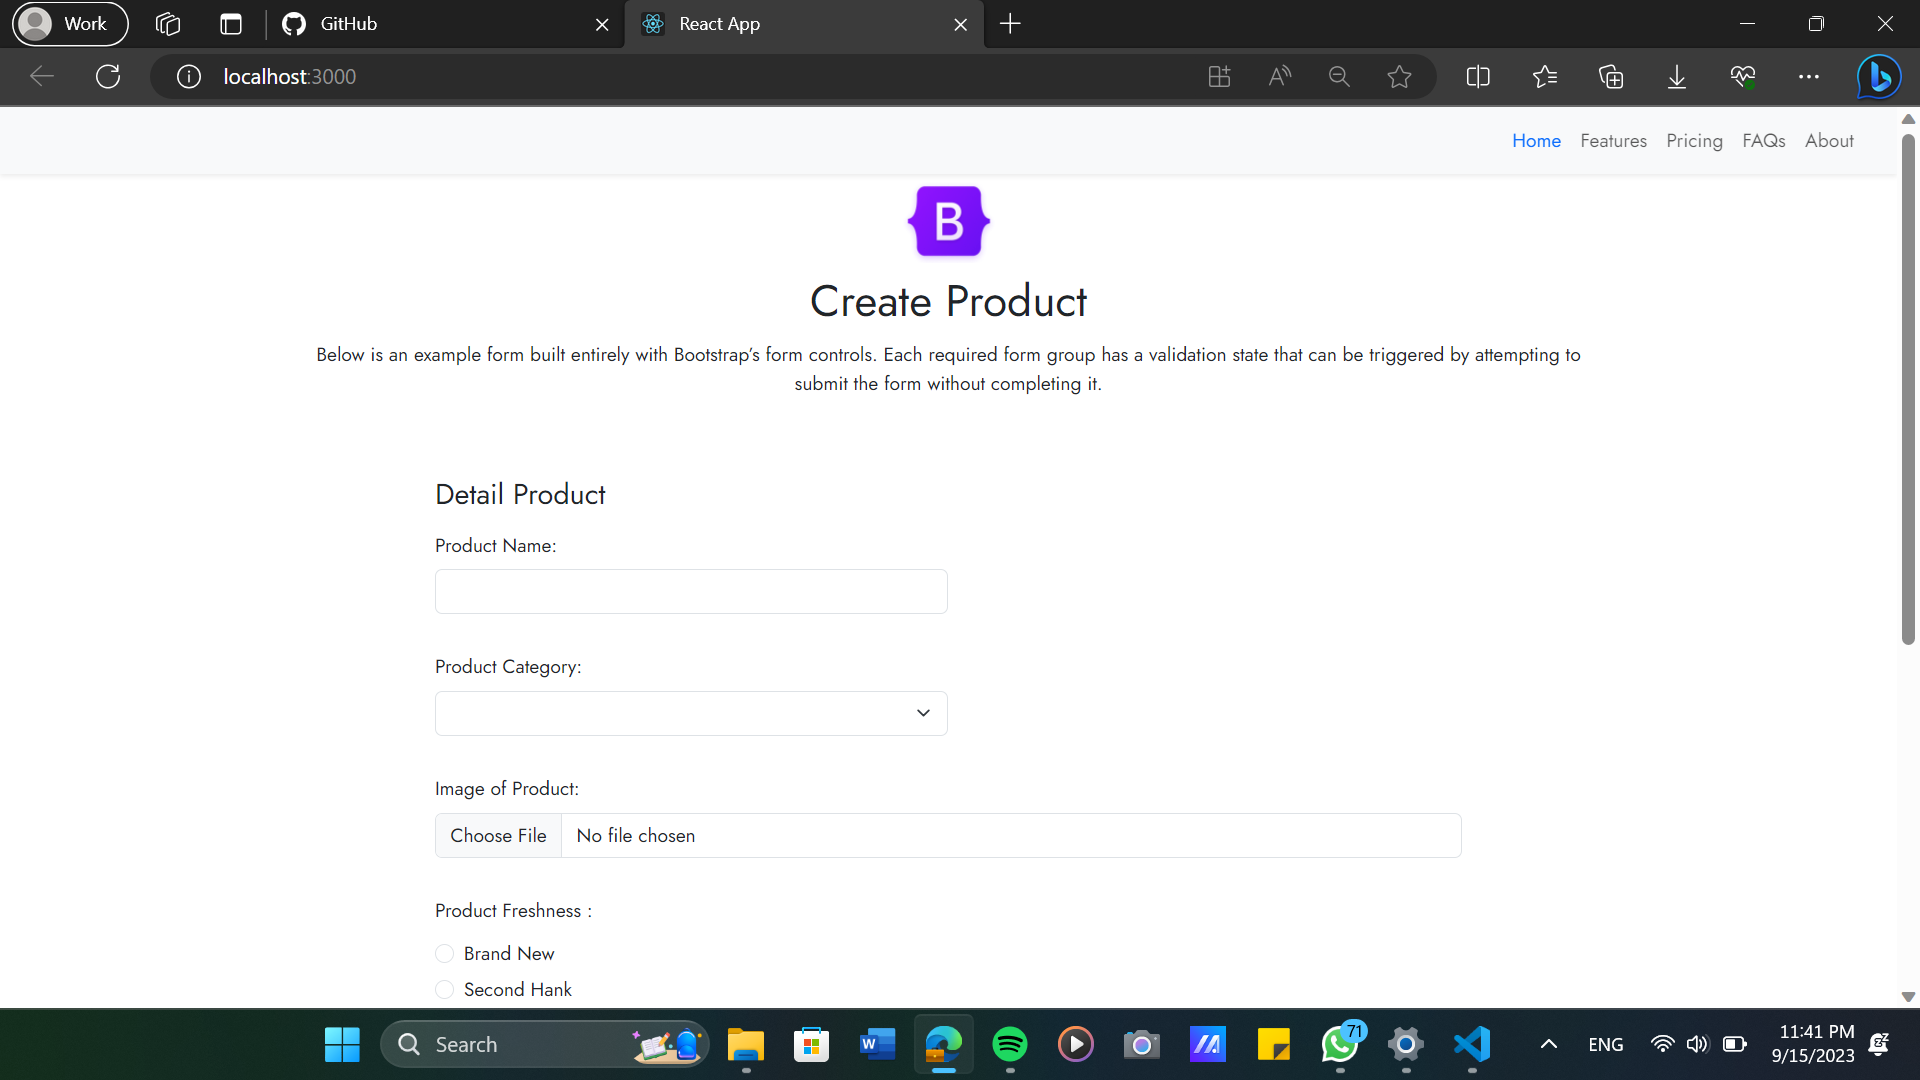 Work
GitHub
React App
localhost:3000
Home Features Pricing FAQs About
B
Create Product
Below is an example form built entirely with Bootstrap’s form controls. Each required form group has a validation state that can be triggered by attempting to
submit the form without completing it.
Detail Product
Product Name:
Product Category:
Image of Product:
Choose File No file chosen
Product Freshness :
Brand New
Second Hank
Search
W
71
ENG
11:41 PM
9/15/2023